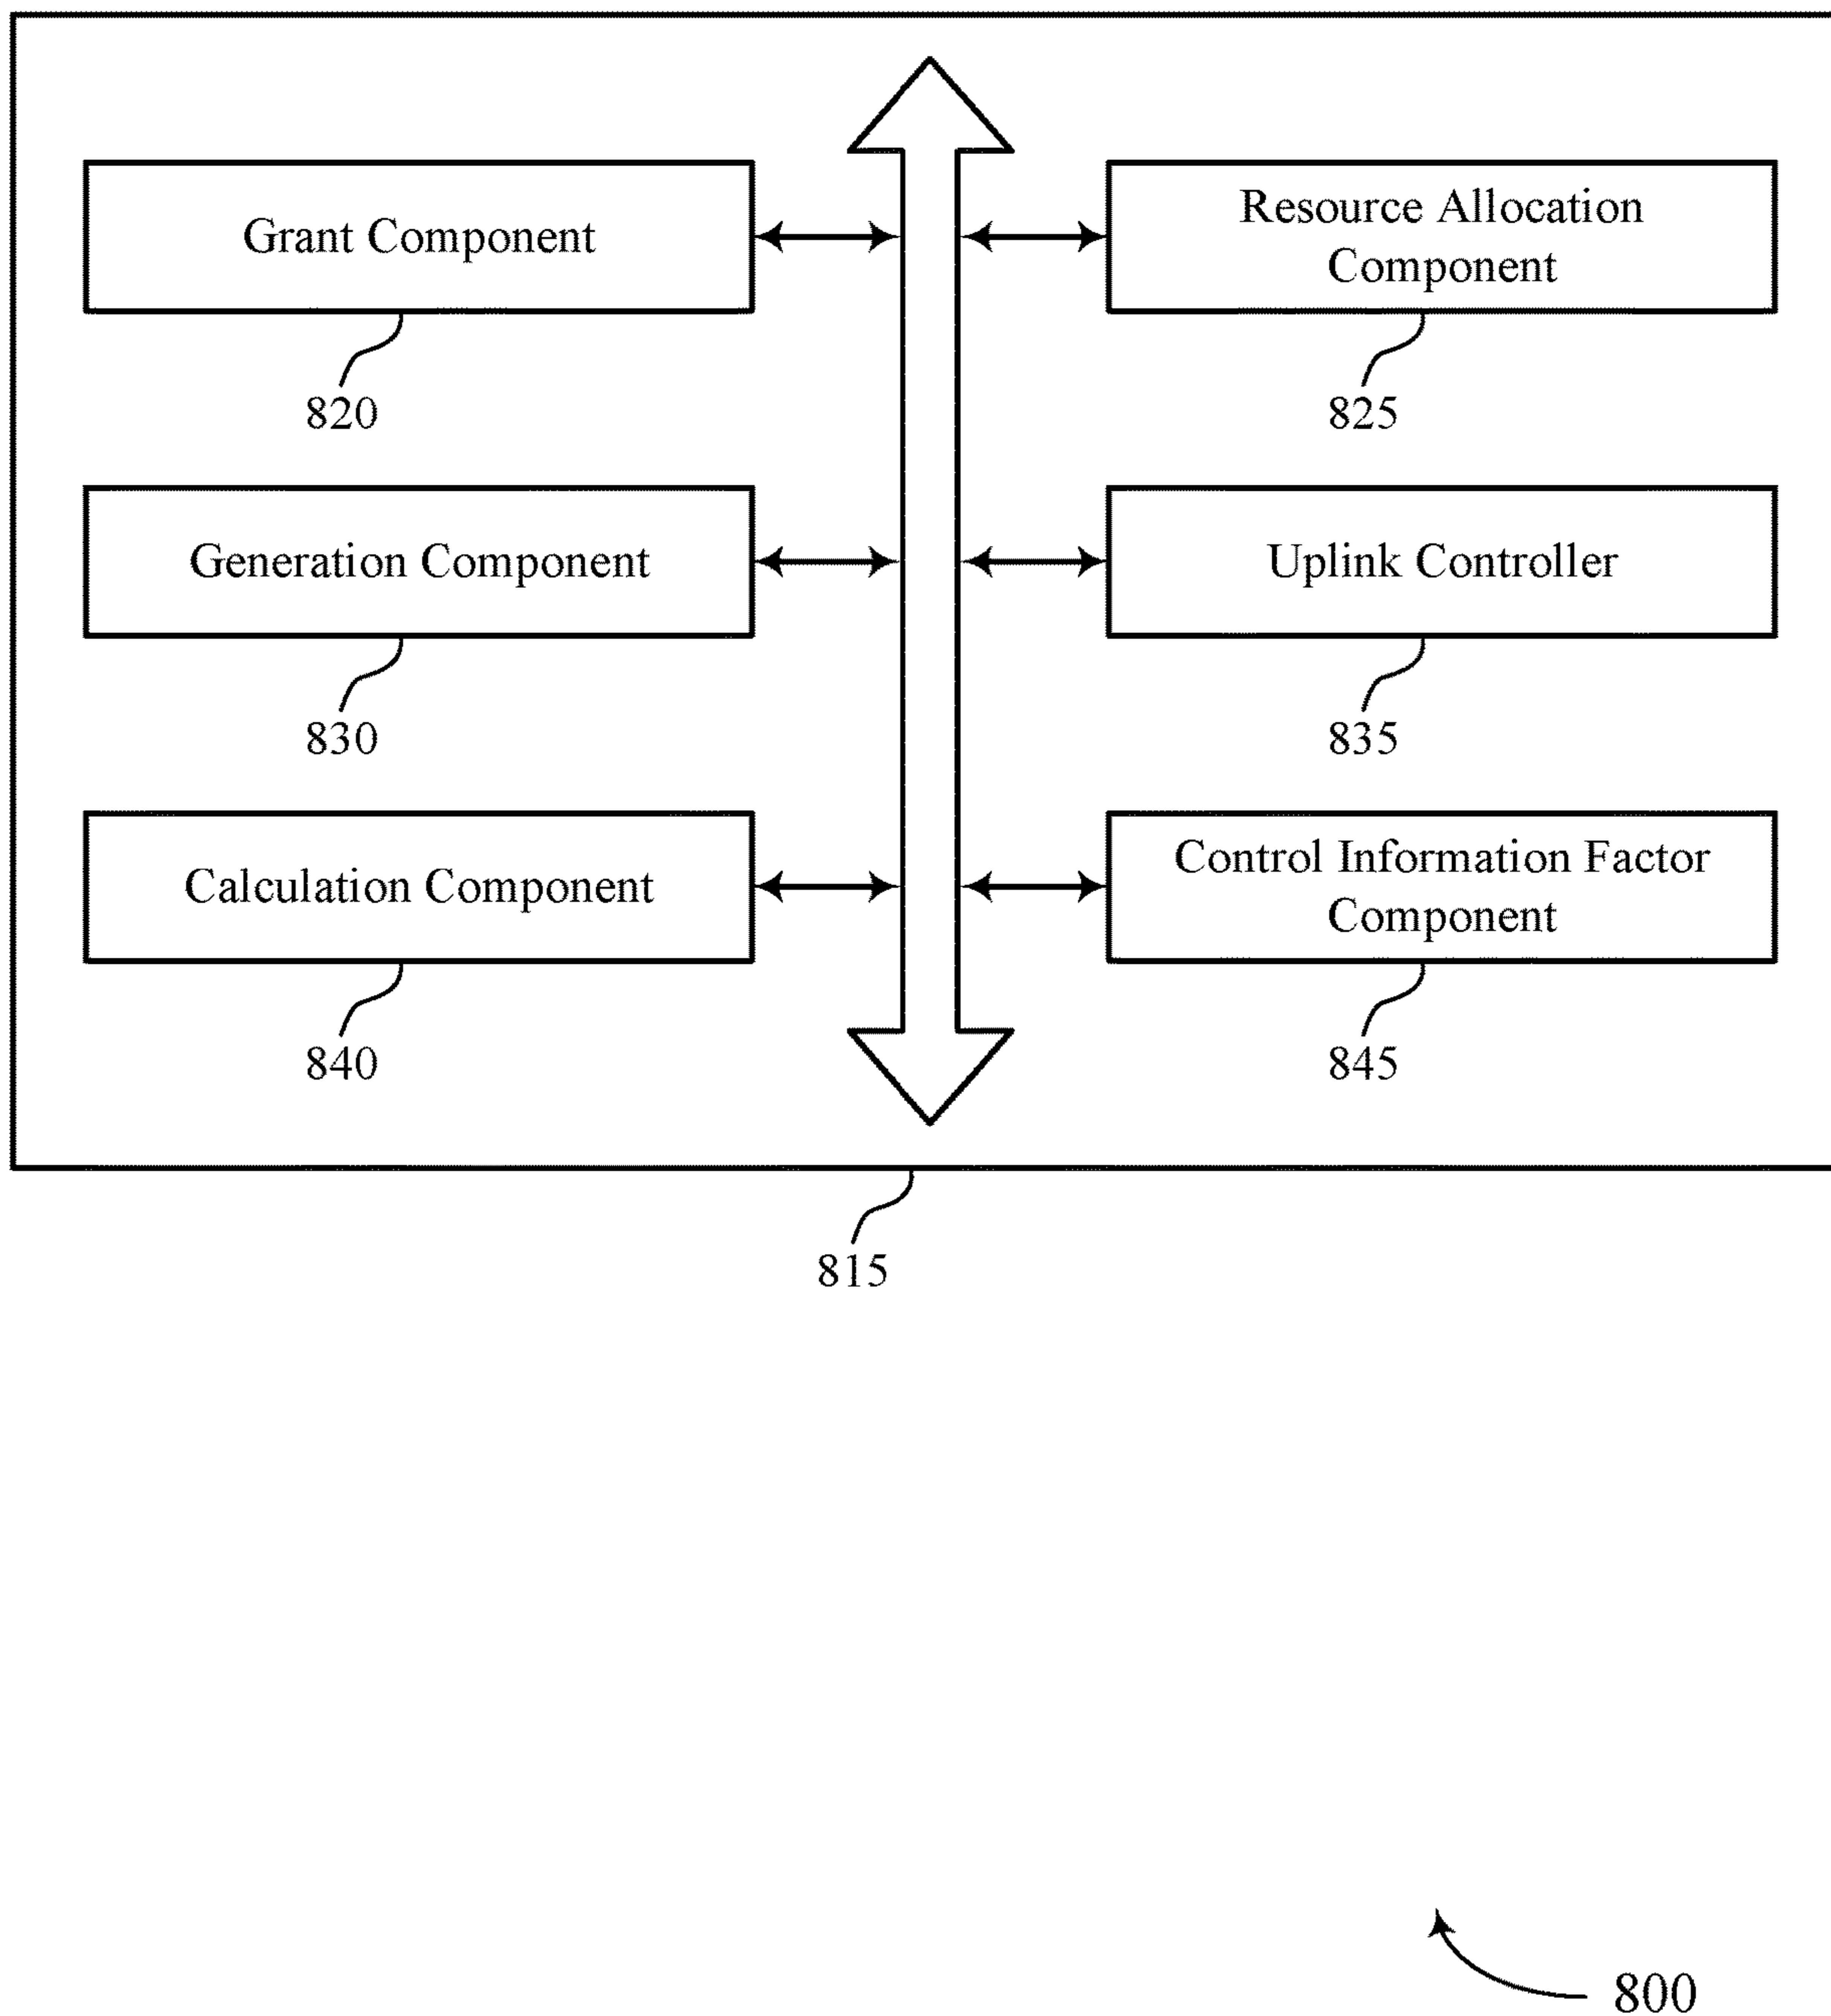 Grant Component
820
Resource Allocation
Component
825
Generation Component
830
Uplink Controller
835
Calculation Component
840
Control Information Factor
Component
845
815
800